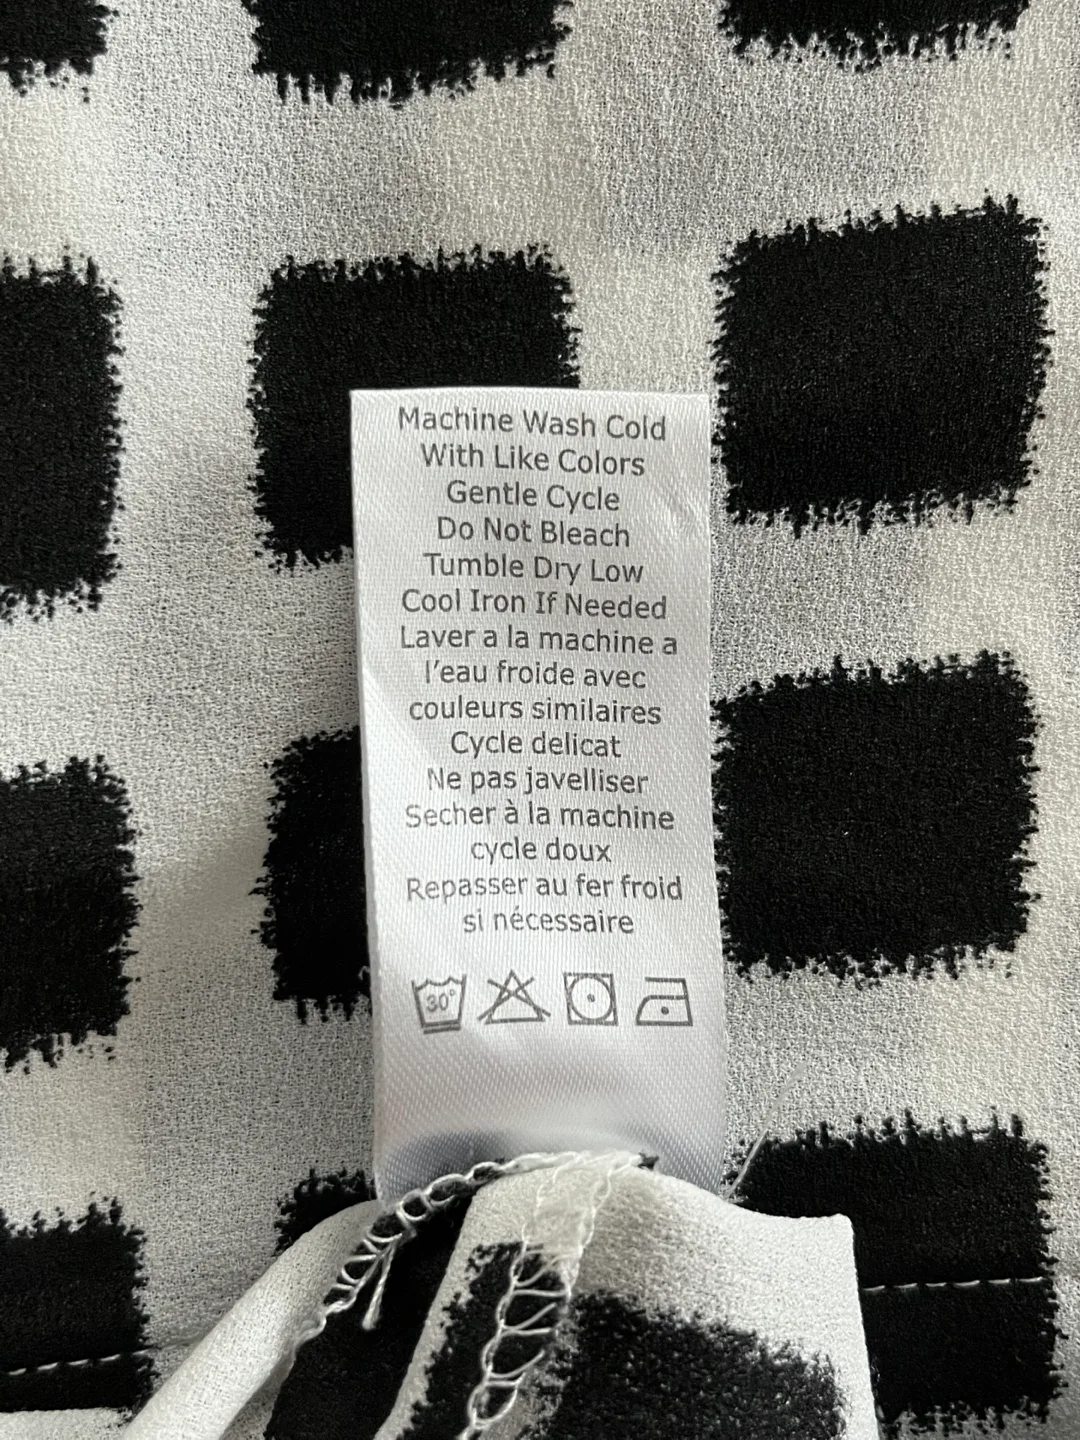 Machine Wash Cold
With Like Colors
Gentle Cycle
Do Not Bleach
Tumble Dry Low
Cool Iron If Needed
Laver a la machine a
l'eau froide avec
couleurs similaires
Cycle delicat
Ne pas javelliser
Secher à la machine
cycle doux
Repasser au fer froid
si nécessaire
30°